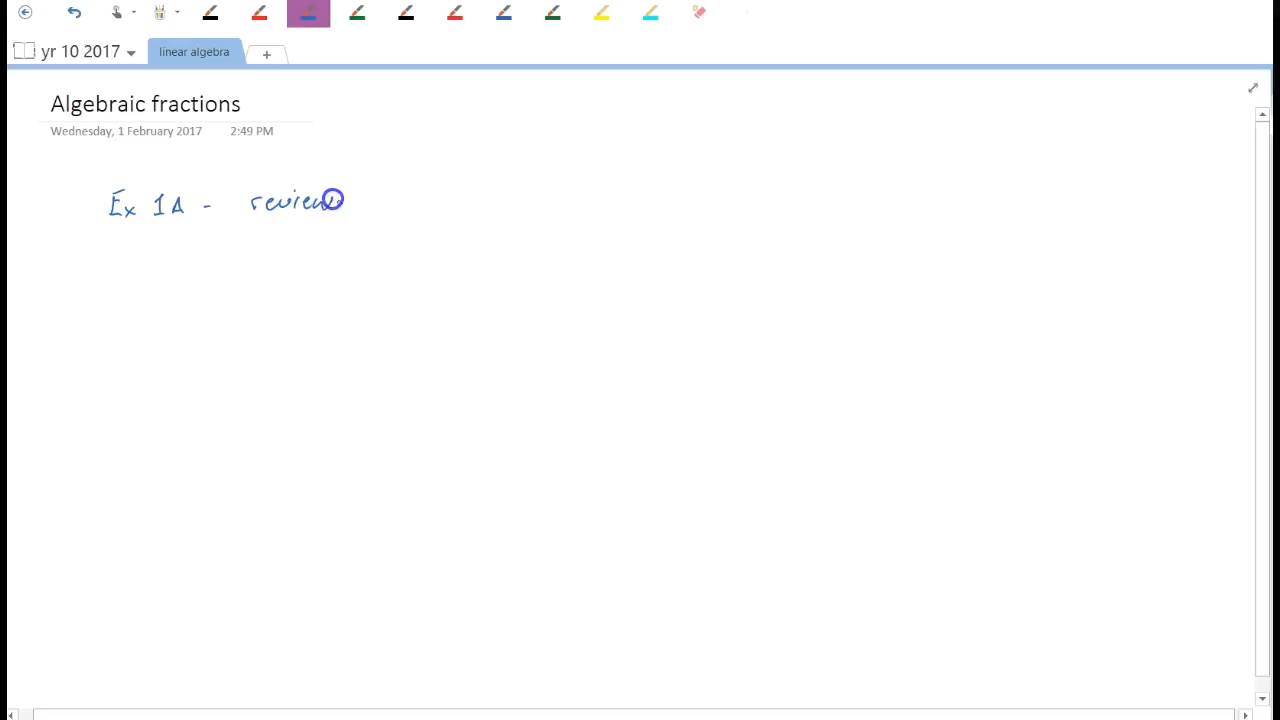 yr 10 2017
linear algebra
+
Algebraic fractions
Wednesday, 1 February 2017 2:49 PM
Ex 1A - review